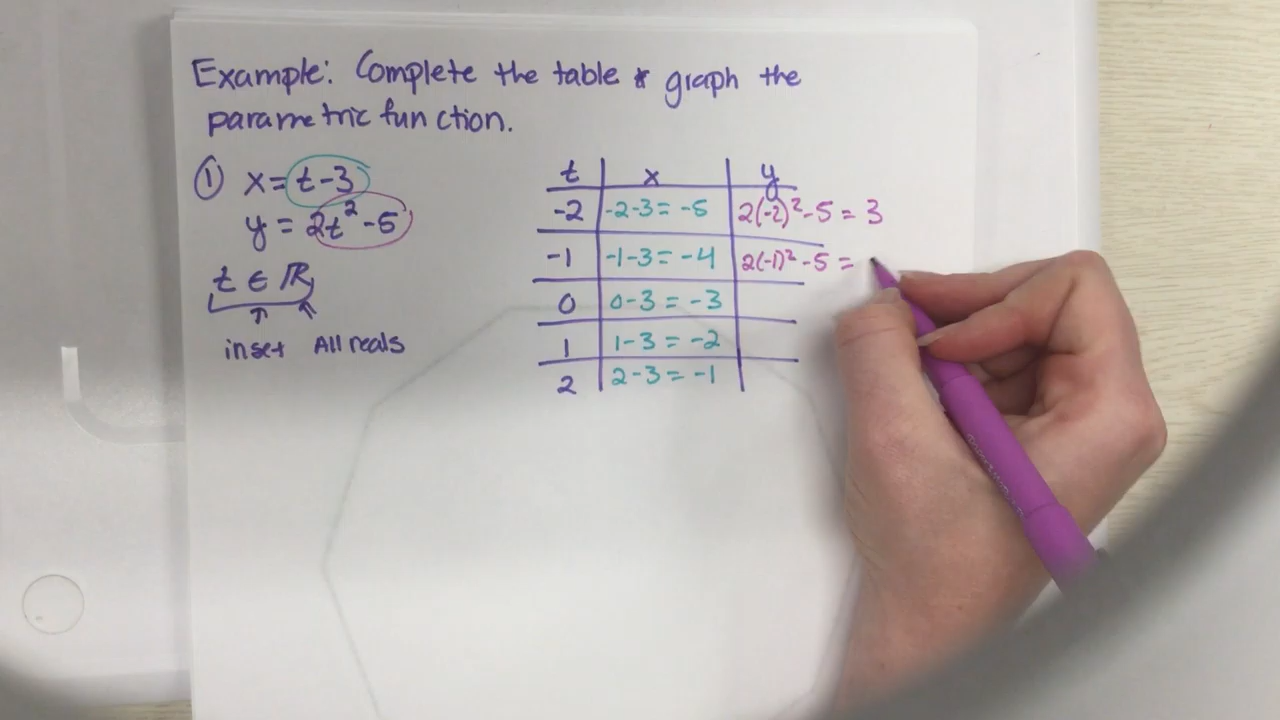 Example: Complete the table & graph the
parametric function.
① x = t-3
y = 2t² -5
t ∈ ℝ
in set All reals
t x y
-2 -2-3 = -5 2(-2)² -5 = 3
-1 -1-3 = -4 2(-1)² -5 =
0 0-3 = -3
1 1-3 = -2
2 2-3 = -1